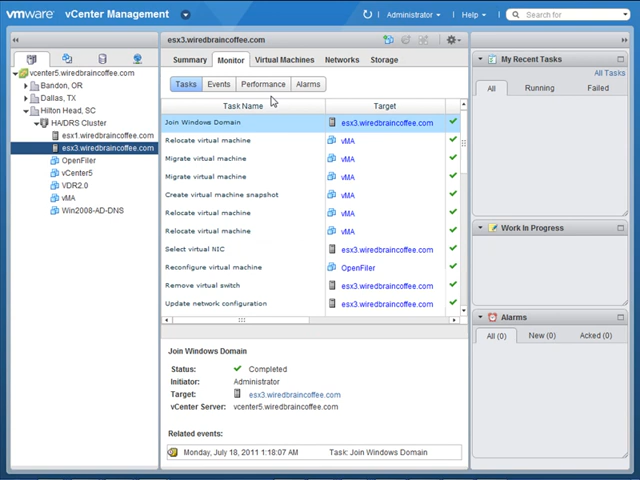 vmware vCenter Management Administrator Help Search for
esx3.wiredbraincoffee.com
Summary Monitor Virtual Machines Networks Storage
Tasks Events Performance Alarms
vcenter5.wiredbraincoffee.com
Bandon, OR
Dallas, TX
Hilton Head, SC
HA/DRS Cluster
esx1.wiredbraincoffee.com
esx3.wiredbraincoffee.com
OpenFiler
vCenter5
VDR2.0
vMA
Win2008-AD-DNS
Task Name Target
Join Windows Domain esx3.wiredbraincoffee.com
Relocate virtual machine vMA
Migrate virtual machine vMA
Migrate virtual machine vMA
Create virtual machine snapshot vMA
Relocate virtual machine vMA
Relocate virtual machine vMA
Select virtual NIC esx3.wiredbraincoffee.com
Reconfigure virtual machine OpenFiler
Remove virtual switch esx3.wiredbraincoffee.com
Update network configuration esx3.wiredbraincoffee.com
Join Windows Domain
Status: Completed
Initiator: Administrator
Target: esx3.wiredbraincoffee.com
vCenter Server: vcenter5.wiredbraincoffee.com
Related events:
Monday, July 18, 2011 1:18:07 AM Task: Join Windows Domain
My Recent Tasks
All Tasks
All Running Failed
Work In Progress
Alarms
All (0) New (0) Acked (0)